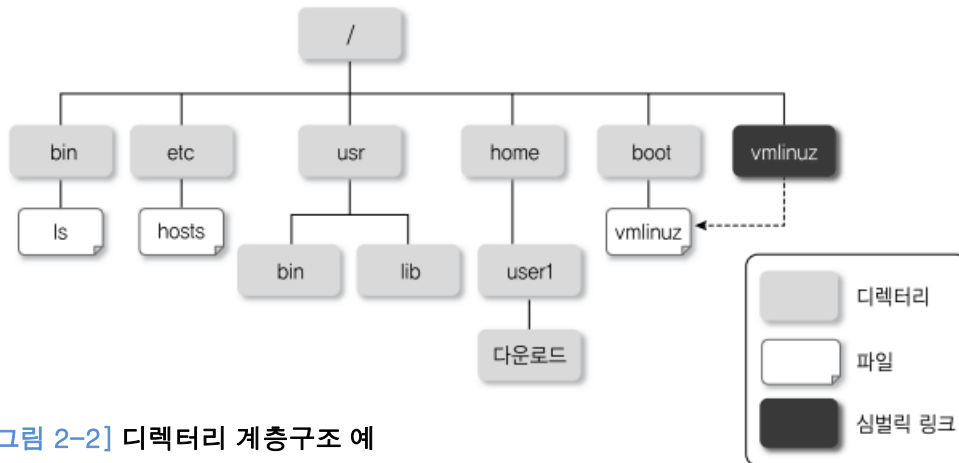 /
bin
etc
usr
home
boot
vmlinuz
ls
hosts
vmlinuz
bin
lib
user1
다운로드
디렉터리
파일
심벌릭 링크
그림 2-2] 디렉터리 계층구조 예